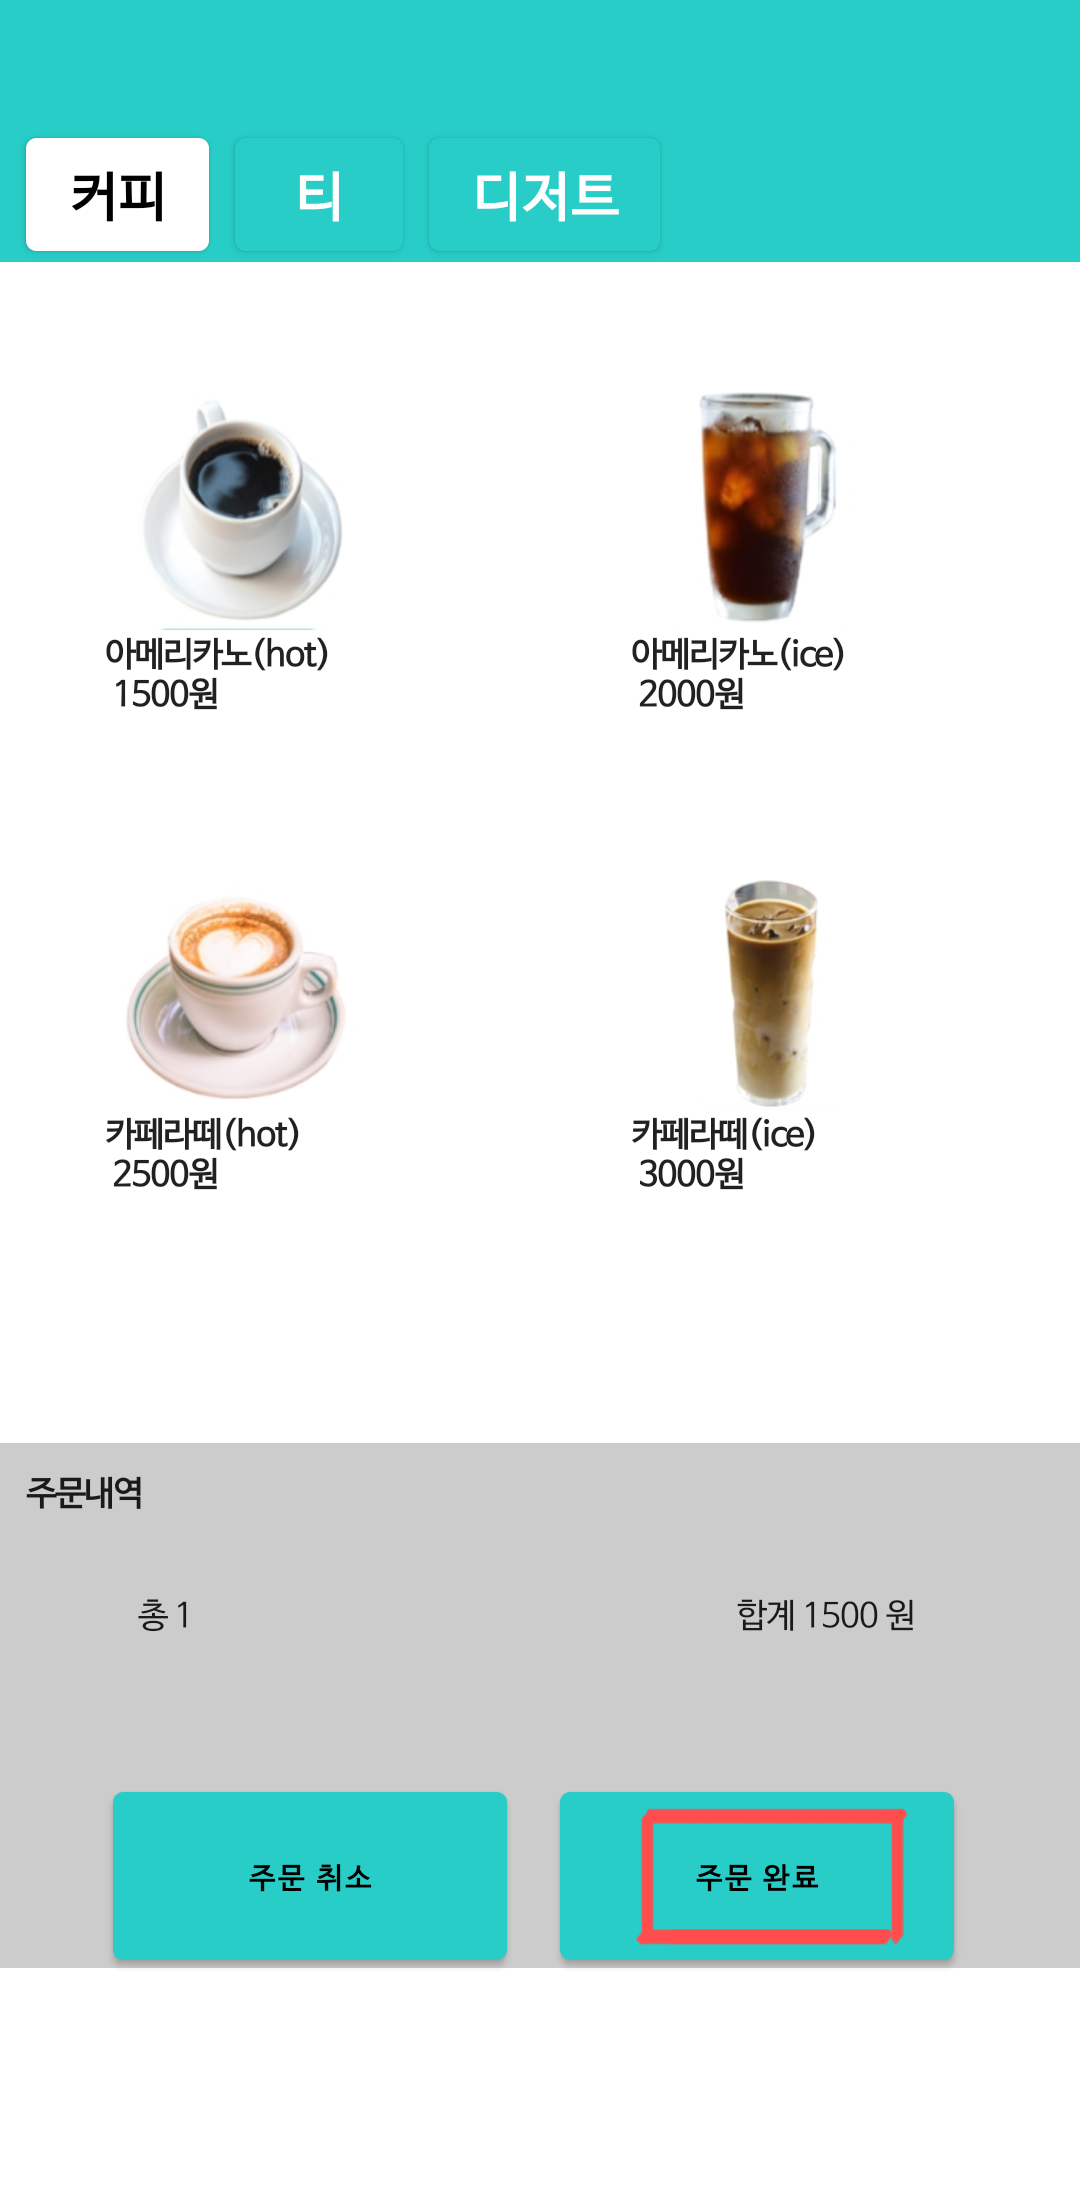 커피 티 디저트
아메리카노(hot) 아메리카노(ice)
1500원 2000원
카페라떼(hot) 카페라떼(ice)
2500원 3000원
주문내역
총 1 합계 1500 원
주문 취소 주문 완료